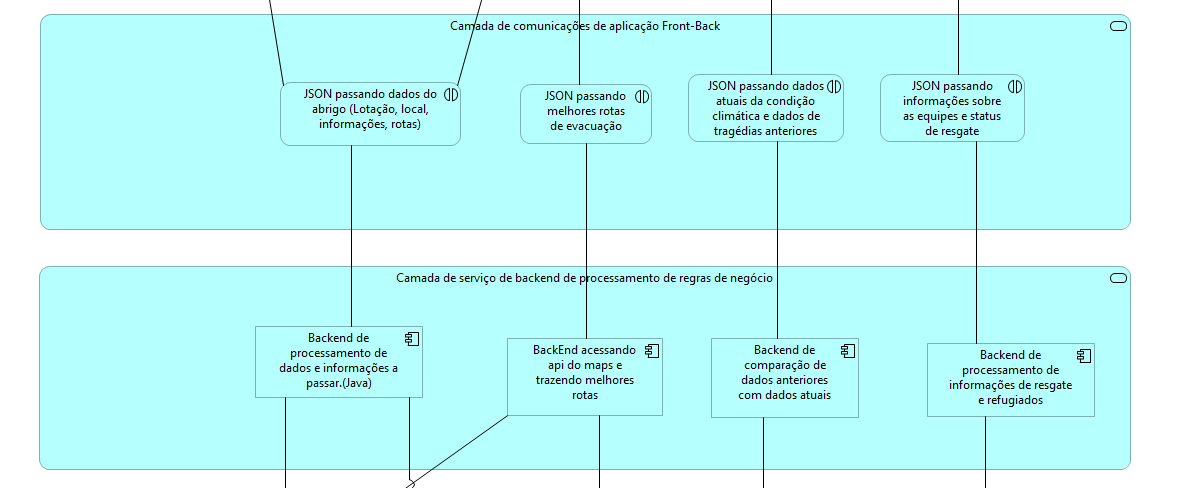 Camada de comunicações de aplicação Front-Back
JSON passando dados do
abrigo (Lotação, local,
informações, rotas)
JSON passando
melhores rotas
de evacuação
JSON passando dados
atuais da condição
climática e dados de
tragédias anteriores
JSON passando
informações sobre
as equipes e status
de resgate
Camada de serviço de backend de processamento de regras de negócio
Backend de
processamento de
dados e informações a
passar.(Java)
BackEnd acessando
api do maps e
trazendo melhores
rotas
Backend de
comparação de
dados anteriores
com dados atuais
Backend de
processamento de
informações de resgate
e refugiados